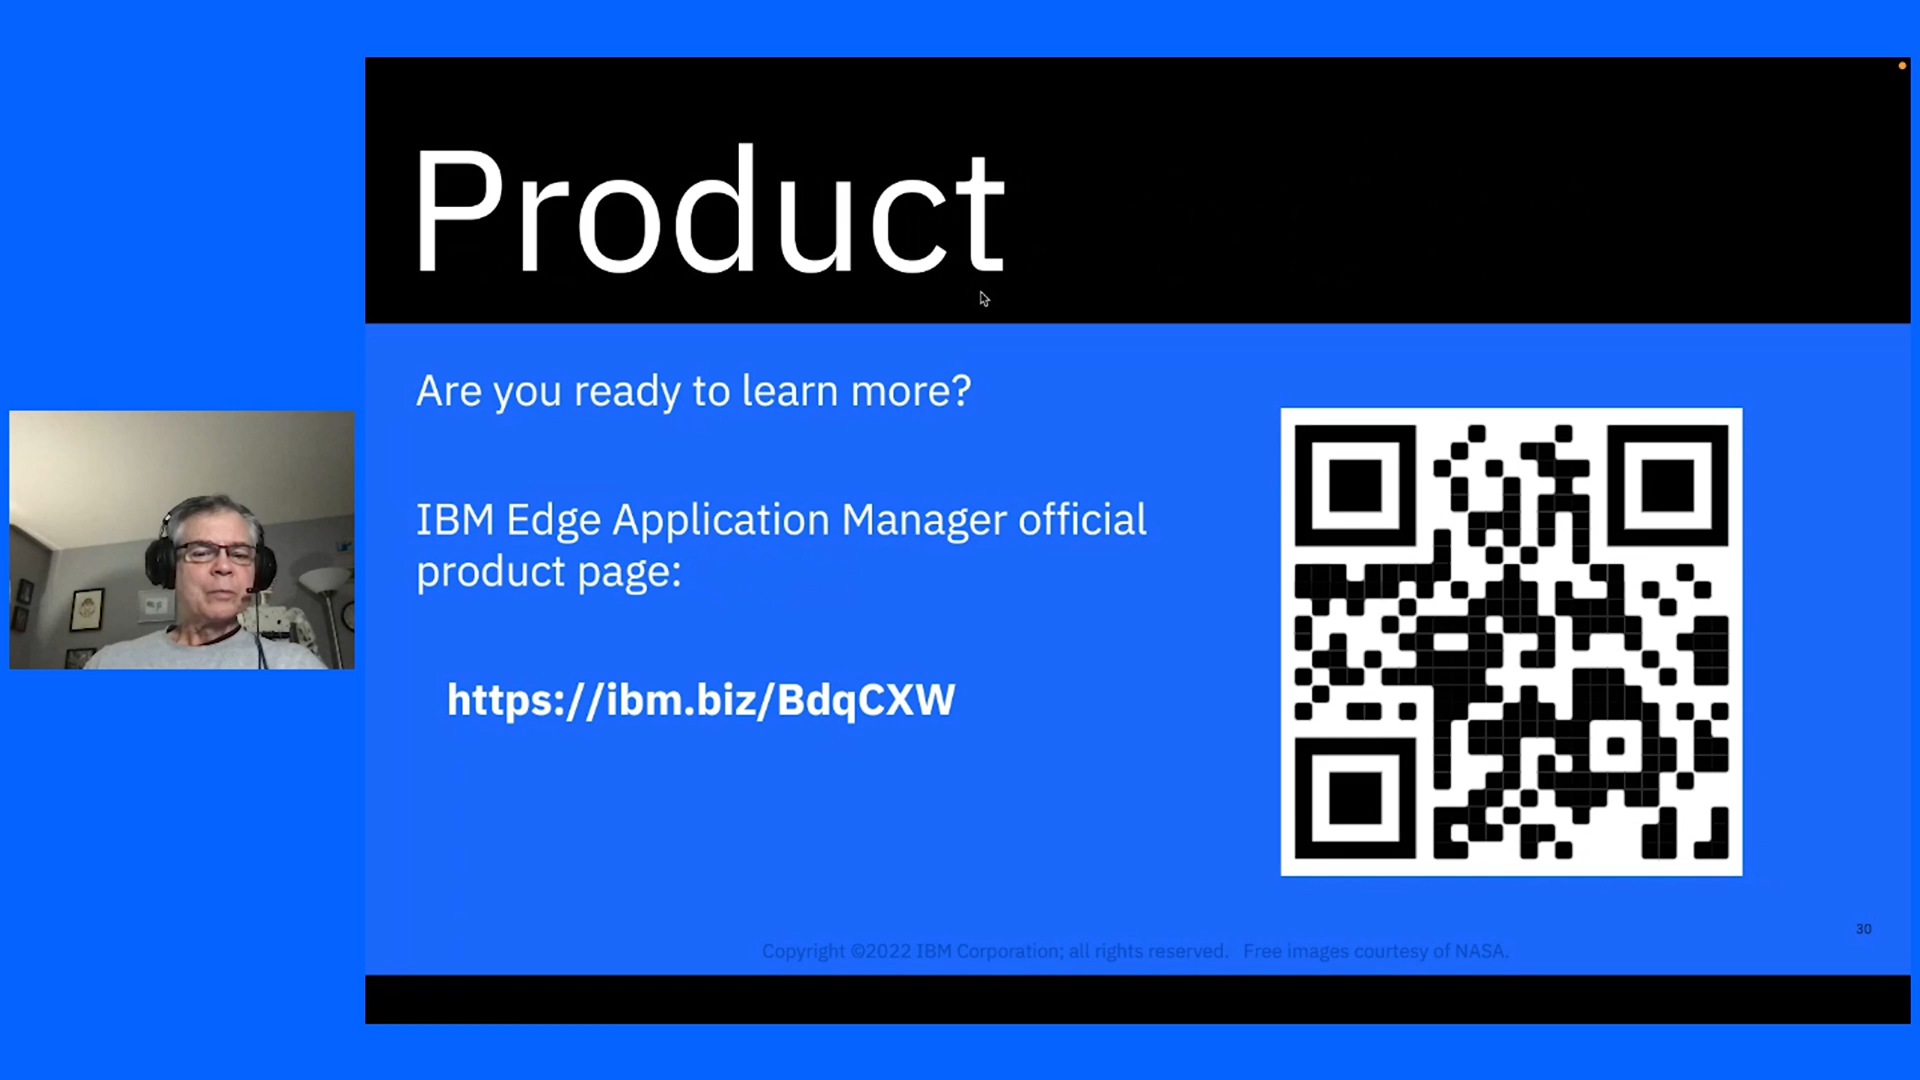 Product
Are you ready to learn more?
IBM Edge Application Manager official
product page:
https://ibm.biz/BdqCXW
30
Copyright ©2022 IBM Corporation; all rights reserved. Free images courtesy of NASA.